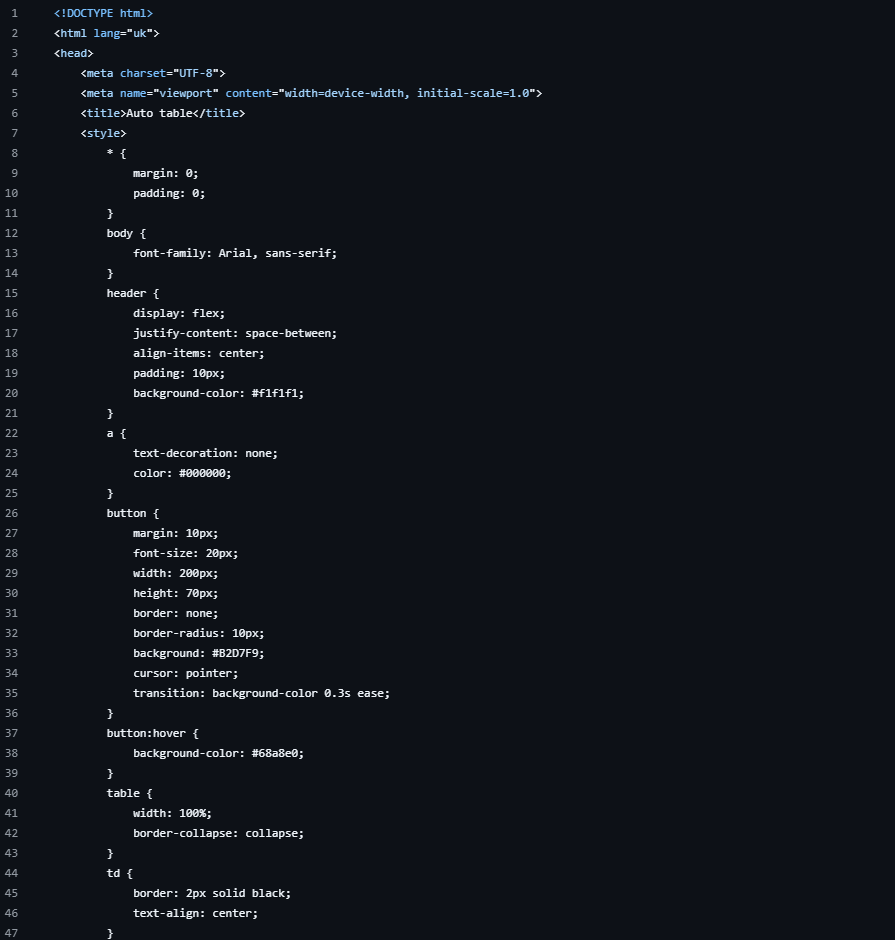 1 <!DOCTYPE html>
2 <html lang="uk">
3 <head>
4 <meta charset="UTF-8">
5 <meta name="viewport" content="width=device-width, initial-scale=1.0">
6 <title>Auto table</title>
7 <style>
8 * {
9 margin: 0;
10 padding: 0;
11 }
12 body {
13 font-family: Arial, sans-serif;
14 }
15 header {
16 display: flex;
17 justify-content: space-between;
18 align-items: center;
19 padding: 10px;
20 background-color: #f1f1f1;
21 }
22 a {
23 text-decoration: none;
24 color: #000000;
25 }
26 button {
27 margin: 10px;
28 font-size: 20px;
29 width: 200px;
30 height: 70px;
31 border: none;
32 border-radius: 10px;
33 background: #B2D7F9;
34 cursor: pointer;
35 transition: background-color 0.3s ease;
36 }
37 button:hover {
38 background-color: #68a8e0;
39 }
40 table {
41 width: 100%;
42 border-collapse: collapse;
43 }
44 td {
45 border: 2px solid black;
46 text-align: center;
47 }